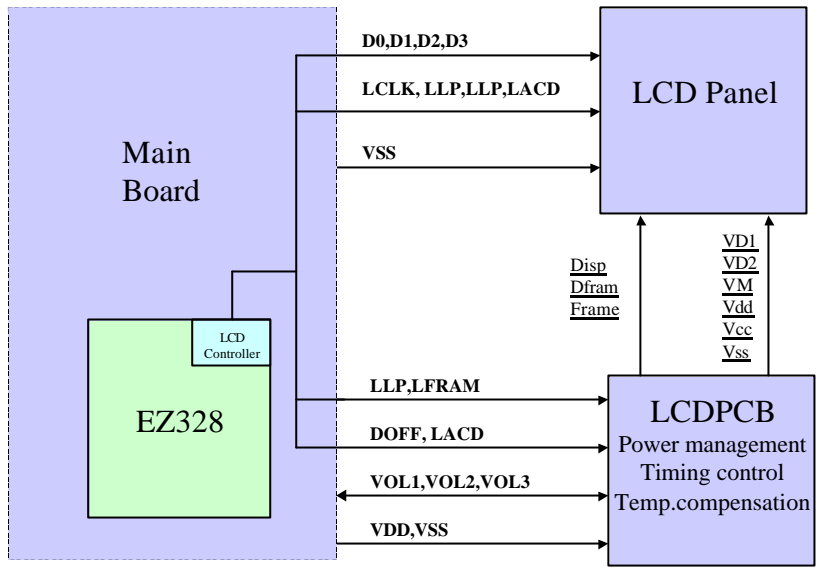 D0,D1,D2,D3
LCLK, LLP,LLP,LACD
LCD Panel
Main
Board
VSS
Disp
Dfram
Frame
VD1
VD2
VM
Vdd
Vcc
Vss
LCD
Controller
EZ328
LLP,LFRAM
DOFF, LACD
VOL1,VOL2,VOL3
VDD,VSS
LCDPCB
Power management
Timing control
Temp.compensation